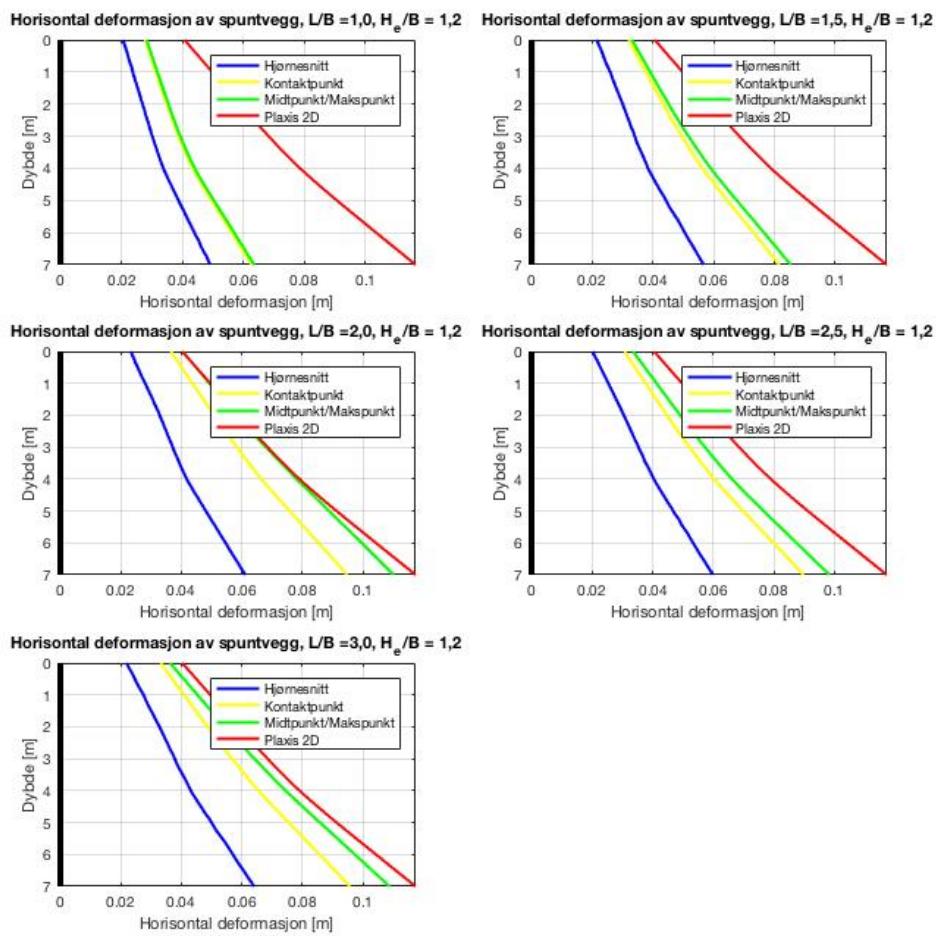 Horisontal deformasjon av spuntvegg, L/B =1,0, H_e/B = 1,2
0
1
2
3
4
5
6
7
Dybde [m]
Hjørnesnitt
Kontaktpunkt
Midtpunkt/Makspunkt
Plaxis 2D
0 0.02 0.04 0.06 0.08 0.1
Horisontal deformasjon [m]
Horisontal deformasjon av spuntvegg, L/B =1,5, H_e/B = 1,2
0
1
2
3
4
5
6
7
Dybde [m]
Hjørnesnitt
Kontaktpunkt
Midtpunkt/Makspunkt
Plaxis 2D
0 0.02 0.04 0.06 0.08 0.1
Horisontal deformasjon [m]
Horisontal deformasjon av spuntvegg, L/B =2,0, H_e/B = 1,2
0
1
2
3
4
5
6
7
Dybde [m]
Hjørnesnitt
Kontaktpunkt
Midtpunkt/Makspunkt
Plaxis 2D
0 0.02 0.04 0.06 0.08 0.1
Horisontal deformasjon [m]
Horisontal deformasjon av spuntvegg, L/B =2,5, H_e/B = 1,2
0
1
2
3
4
5
6
7
Dybde [m]
Hjørnesnitt
Kontaktpunkt
Midtpunkt/Makspunkt
Plaxis 2D
0 0.02 0.04 0.06 0.08 0.1
Horisontal deformasjon [m]
Horisontal deformasjon av spuntvegg, L/B =3,0, H_e/B = 1,2
0
1
2
3
4
5
6
7
Dybde [m]
Hjørnesnitt
Kontaktpunkt
Midtpunkt/Makspunkt
Plaxis 2D
0 0.02 0.04 0.06 0.08 0.1
Horisontal deformasjon [m]